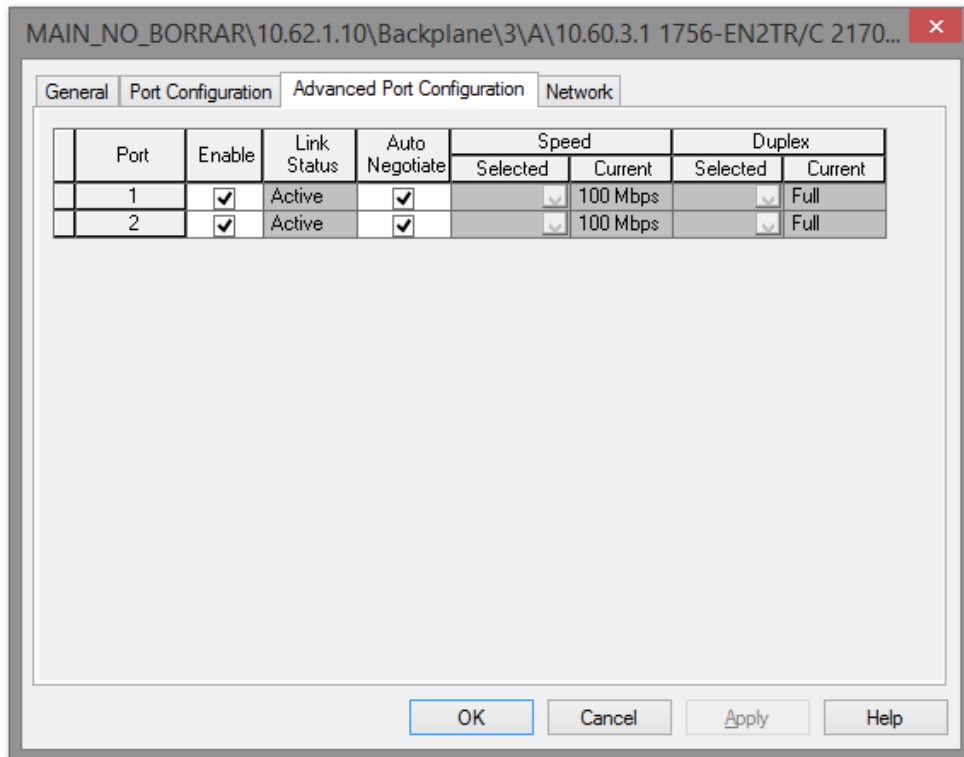 MAIN_NO_BORRAR\10.62.1.10\Backplane\3\A\10.60.3.1 1756-EN2TR/C 2170...
General Port Configuration Advanced Port Configuration Network
Port Enable Link Status Auto Negotiate Speed Duplex
Selected Current Selected Current
1 Active 100 Mbps Full
2 Active 100 Mbps Full
OK Cancel Apply Help